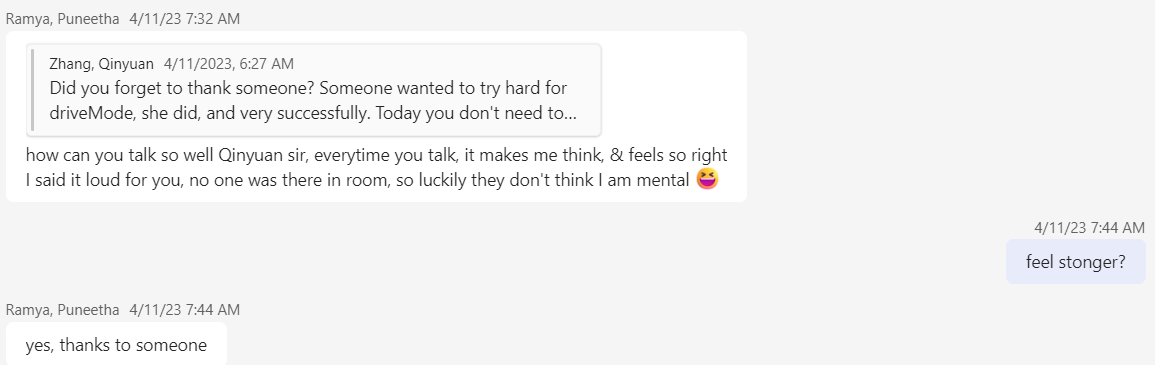 Ramya, Puneetha 4/11/23 7:32 AM
Zhang, Qinyuan 4/11/2023, 6:27 AM
Did you forget to thank someone? Someone wanted to try hard for
driveMode, she did, and very successfully. Today you don't need to...
how can you talk so well Qinyuan sir, everytime you talk, it makes me think, & feels so right
I said it loud for you, no one was there in room, so luckily they don't think I am mental 😆
4/11/23 7:44 AM
feel stonger?
Ramya, Puneetha 4/11/23 7:44 AM
yes, thanks to someone